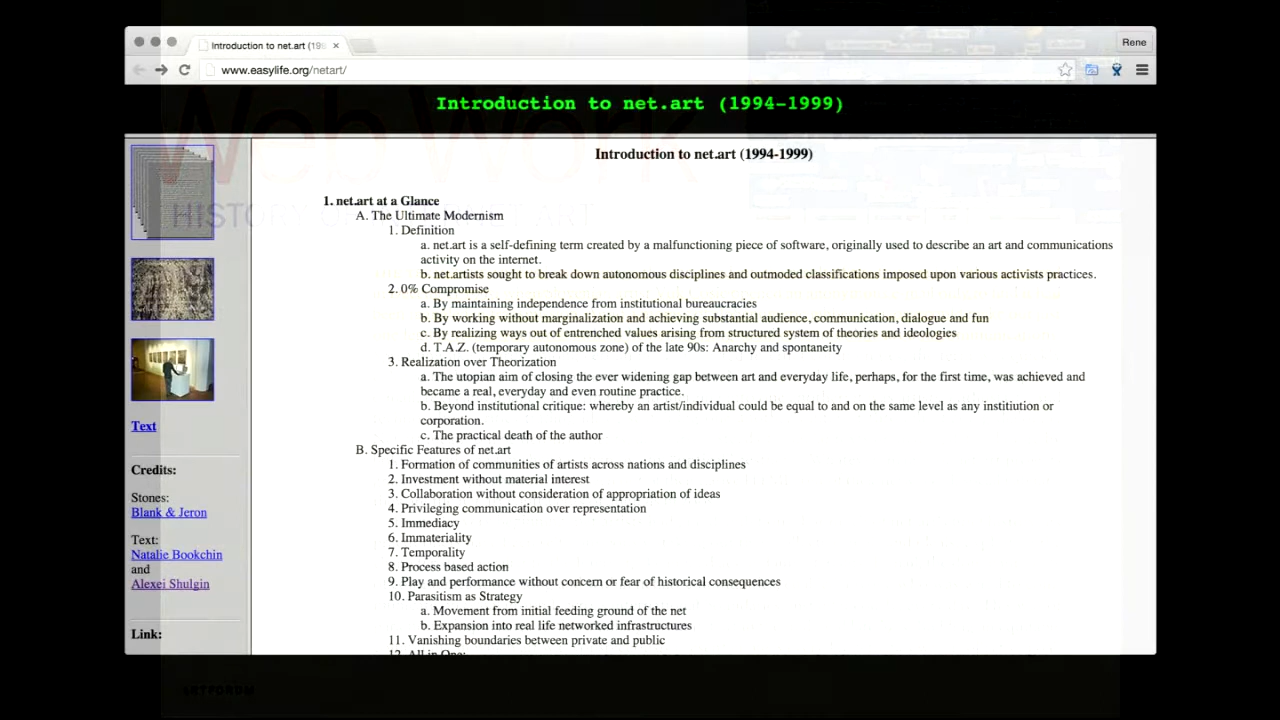 Introduction to net.art (199
Rene
www.easylife.org/netart/
Introduction to net.art (1994-1999)
Text
Credits:
Stones:
Blank & Jeron
Text:
Natalie Bookchin
and
Alexei Shulgin
Link:
Introduction to net.art (1994-1999)
1. net.art at a Glance
A. The Ultimate Modernism
1. Definition
a. net.art is a self-defining term created by a malfunctioning piece of software, originally used to describe an art and communications
activity on the internet.
b. net.artists sought to break down autonomous disciplines and outmoded classifications imposed upon various activists practices.
2. 0% Compromise
a. By maintaining independence from institutional bureaucracies
b. By working without marginalization and achieving substantial audience, communication, dialogue and fun
c. By realizing ways out of entrenched values arising from structured system of theories and ideologies
d. T.A.Z. (temporary autonomous zone) of the late 90s: Anarchy and spontaneity
3. Realization over Theorization
a. The utopian aim of closing the ever widening gap between art and everyday life, perhaps, for the first time, was achieved and
became a real, everyday and even routine practice.
b. Beyond institutional critique: whereby an artist/individual could be equal to and on the same level as any institiution or
corporation.
c. The practical death of the author
B. Specific Features of net.art
1. Formation of communities of artists across nations and disciplines
2. Investment without material interest
3. Collaboration without consideration of appropriation of ideas
4. Privileging communication over representation
5. Immediacy
6. Immateriality
7. Temporality
8. Process based action
9. Play and performance without concern or fear of historical consequences
10. Parasitism as Strategy
a. Movement from initial feeding ground of the net
b. Expansion into real life networked infrastructures
11. Vanishing boundaries between private and public
12. All in One:
Web Work